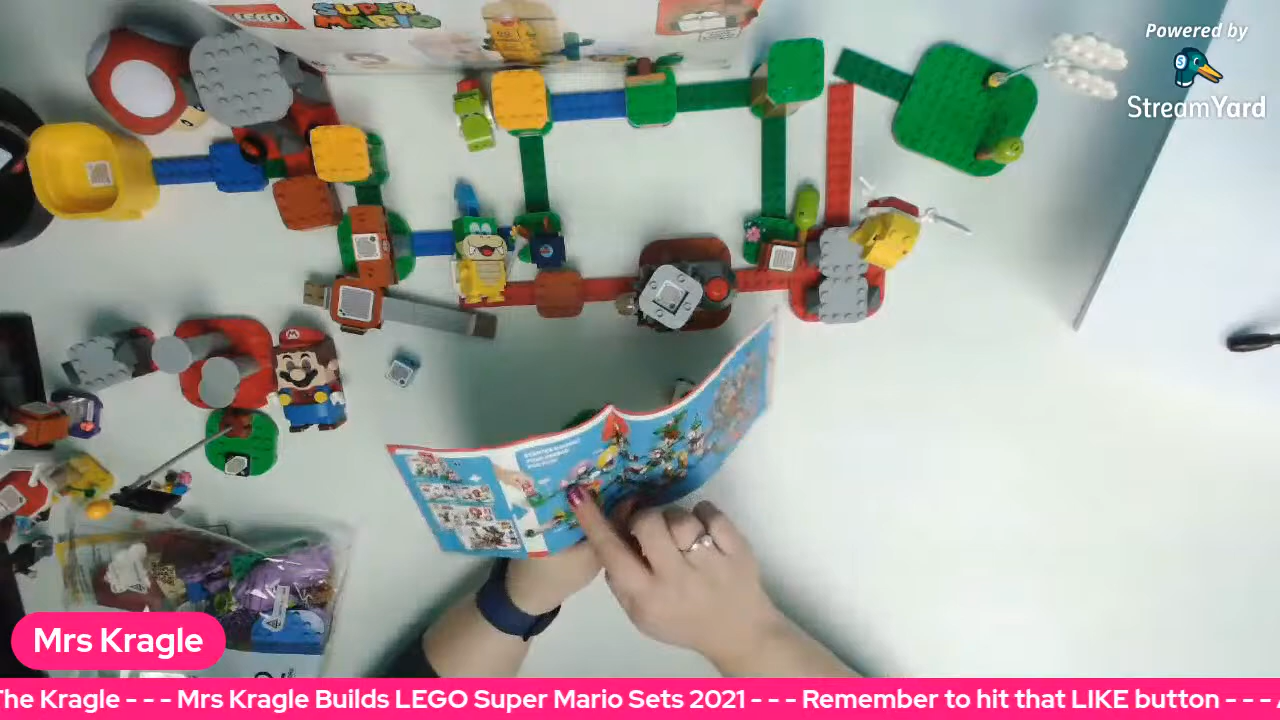 LEGO
SUPER
MARIO
Powered by
StreamYard
M
Mrs Kragle
The Kragle - - - Mrs Kragle Builds LEGO Super Mario Sets 2021 - - - Remember to hit that LIKE button - - -